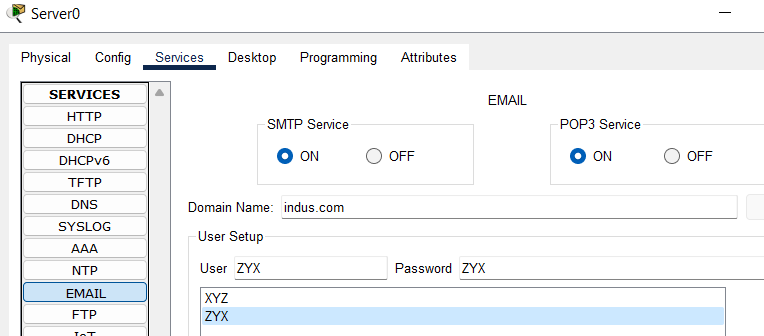 Server0
Physical Config Services Desktop Programming Attributes
SERVICES
HTTP
DHCP
DHCPv6
TFTP
DNS
SYSLOG
AAA
NTP
EMAIL
FTP
IoT
EMAIL
SMTP Service
ON OFF
POP3 Service
ON OFF
Domain Name: indus.com
User Setup
User ZYX Password ZYX
XYZ
ZYX